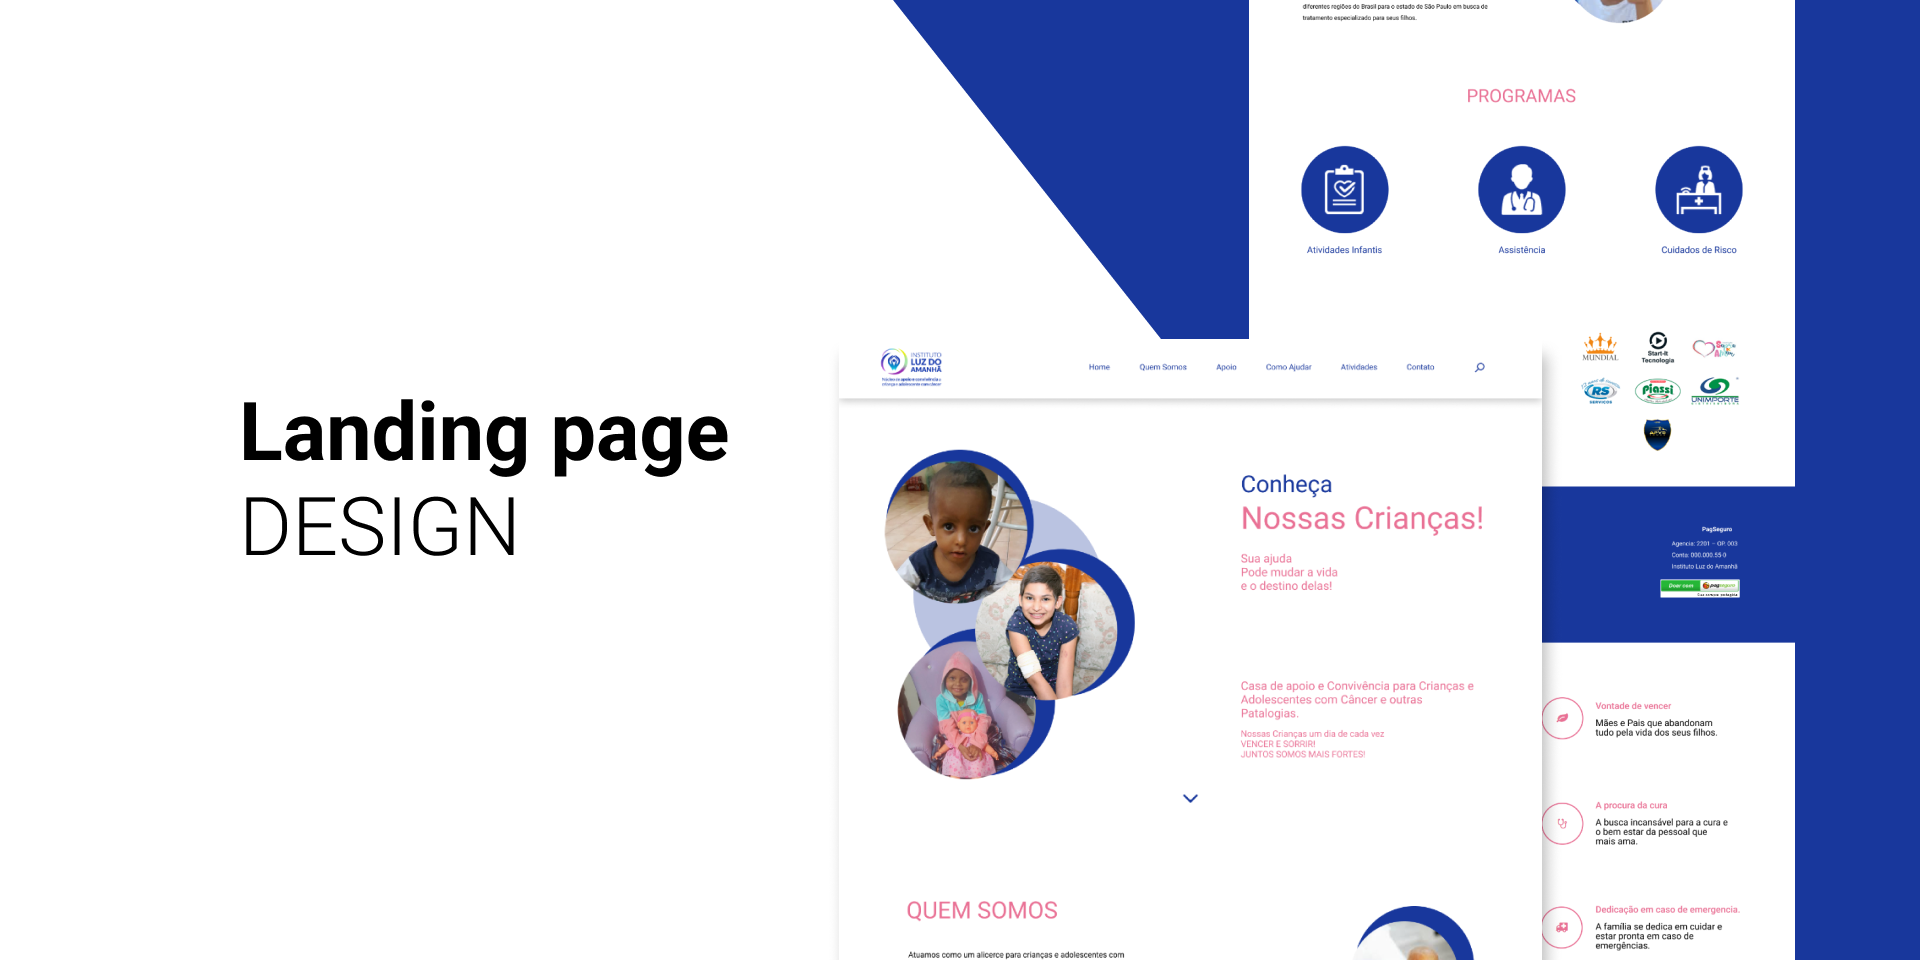 Landing page
DESIGN
diferentes regiões do Brasil para o estado de São Paulo em busca de
tratamento especializado para seus filhos.
PROGRAMAS
Atividades Infantis
Assistência
Cuidados de Risco
MUNDIAL
Start-it
Tecnologia
RS
SERVIÇOS
Piassi
UNIMPORTE
INSTITUTO
LUZ DO
AMANHÃ
Home
Quem Somos
Apoio
Como Ajudar
Atividades
Contato
Conheça
Nossas Crianças!
Sua ajuda
Pode mudar a vida
e o destino delas!
Casa de apoio e Convivência para Crianças e
Adolescentes com Câncer e outras
Patalogias.
Nossas Crianças um dia de cada vez
VENCER E SORRIR!
JUNTOS SOMOS MAIS FORTES!
QUEM SOMOS
Atuamos como um alicerce para crianças e adolescentes com
PagSeguro
Agencia: 2201 – OP. 003
Conta: 000.000.55-9
Instituto Luz do Amanhã
Doar com
pagseguro
Vontade de vencer
Mães e Pais que abandonam
tudo pela vida dos seus filhos.
A procura da cura
A busca incansável para a cura e
o bem estar da pessoal que
mais ama.
Dedicação em caso de emergencia.
A família se dedica em cuidar e
estar pronta em caso de
emergências.